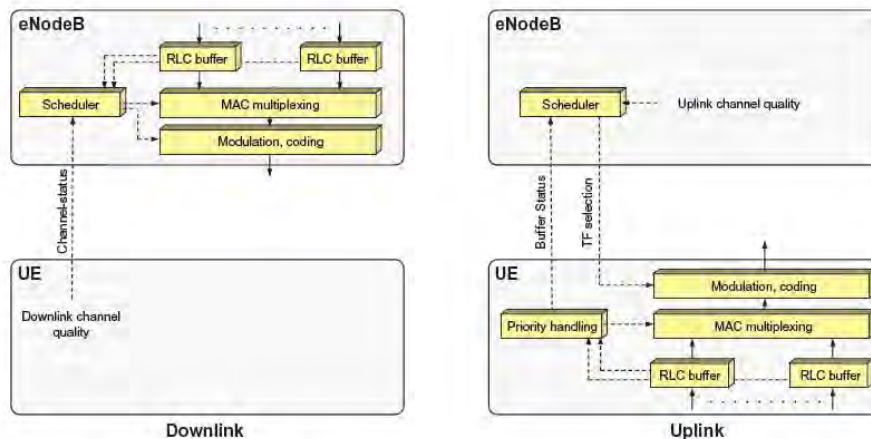 eNodeB
RLC buffer
RLC buffer
Scheduler
MAC multiplexing
Modulation, coding
Channel-status
UE
Downlink channel
quality
Downlink
eNodeB
Scheduler
Uplink channel quality
Buffer Status
TF selection
UE
Modulation, coding
Priority handling
MAC multiplexing
RLC buffer
RLC buffer
Uplink